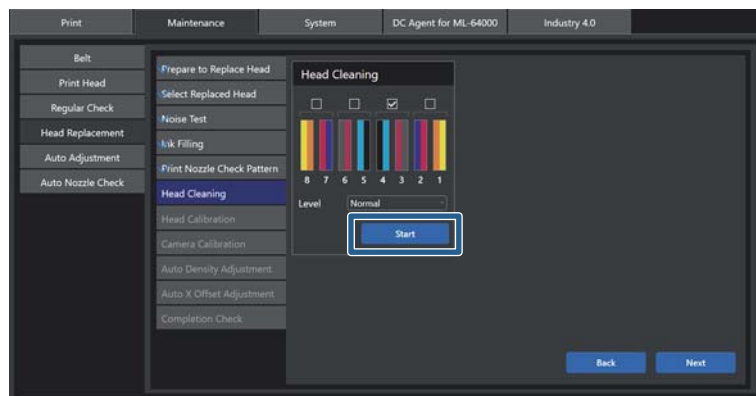 Print Maintenance System DC Agent for ML-64000 Industry 4.0
Belt
Print Head
Regular Check
Head Replacement
Auto Adjustment
Auto Nozzle Check
Prepare to Replace Head
Select Replaced Head
Noise Test
Ink Filling
Print Nozzle Check Pattern
Head Cleaning
Head Calibration
Camera Calibration
Auto Density Adjustment
Auto X Offset Adjustment
Completion Check
Head Cleaning
8 7 6 5 4 3 2 1
Level Normal
Start
Back Next